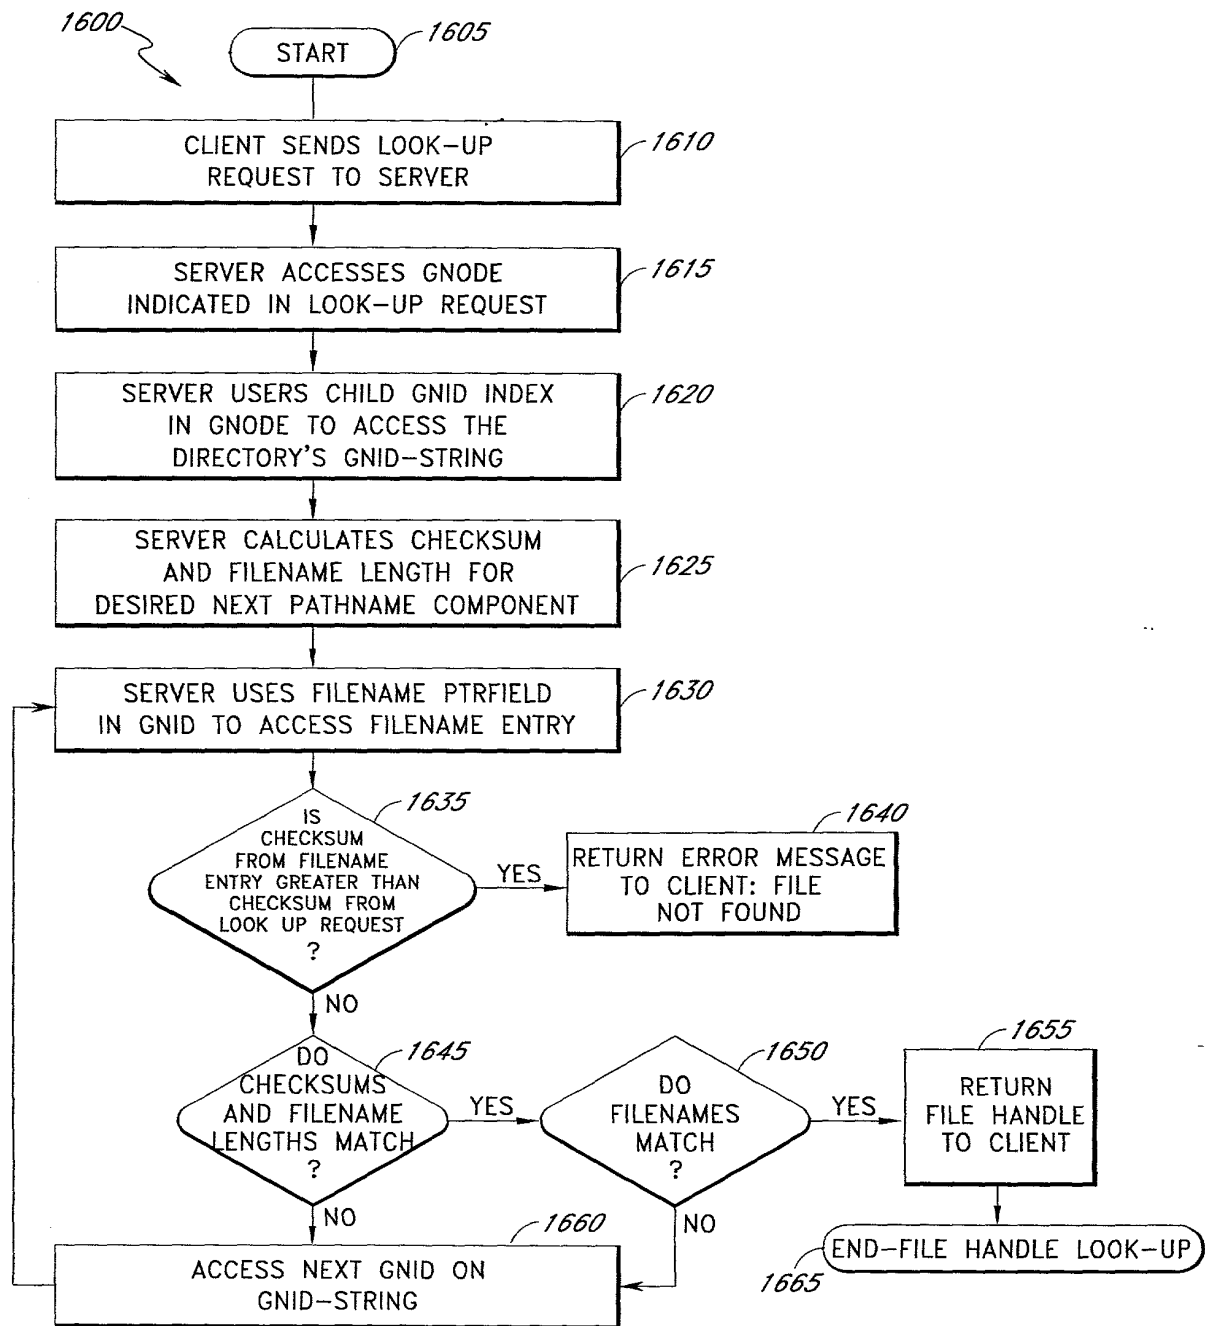 1600
START
1605
CLIENT SENDS LOOK-UP
REQUEST TO SERVER
1610
SERVER ACCESSES GNODE
INDICATED IN LOOK-UP REQUEST
1615
SERVER USERS CHILD GNID INDEX
IN GNODE TO ACCESS THE
DIRECTORY'S GNID-STRING
1620
SERVER CALCULATES CHECKSUM
AND FILENAME LENGTH FOR
DESIRED NEXT PATHNAME COMPONENT
1625
SERVER USES FILENAME PTRFIELD
IN GNID TO ACCESS FILENAME ENTRY
1630
IS
CHECKSUM
FROM FILENAME
ENTRY GREATER THAN
CHECKSUM FROM
LOOK UP REQUEST
?
1635
YES
RETURN ERROR MESSAGE
TO CLIENT: FILE
NOT FOUND
1640
NO
DO
CHECKSUMS
AND FILENAME
LENGTHS MATCH
?
1645
YES
DO
FILENAMES
MATCH
?
1650
YES
RETURN
FILE HANDLE
TO CLIENT
1655
NO
NO
ACCESS NEXT GNID ON
GNID-STRING
1660
END-FILE HANDLE LOOK-UP
1665